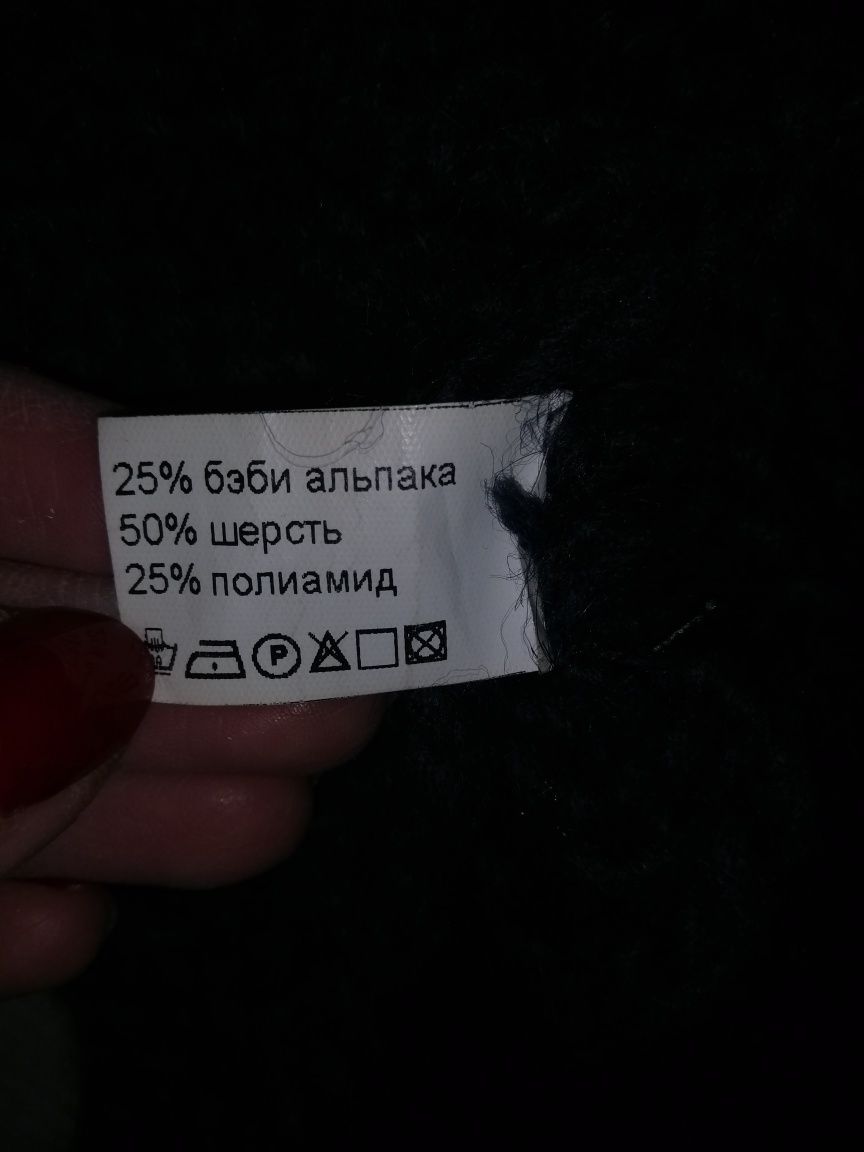 25% бэби альпака
50% шерсть
25% полиамид
P